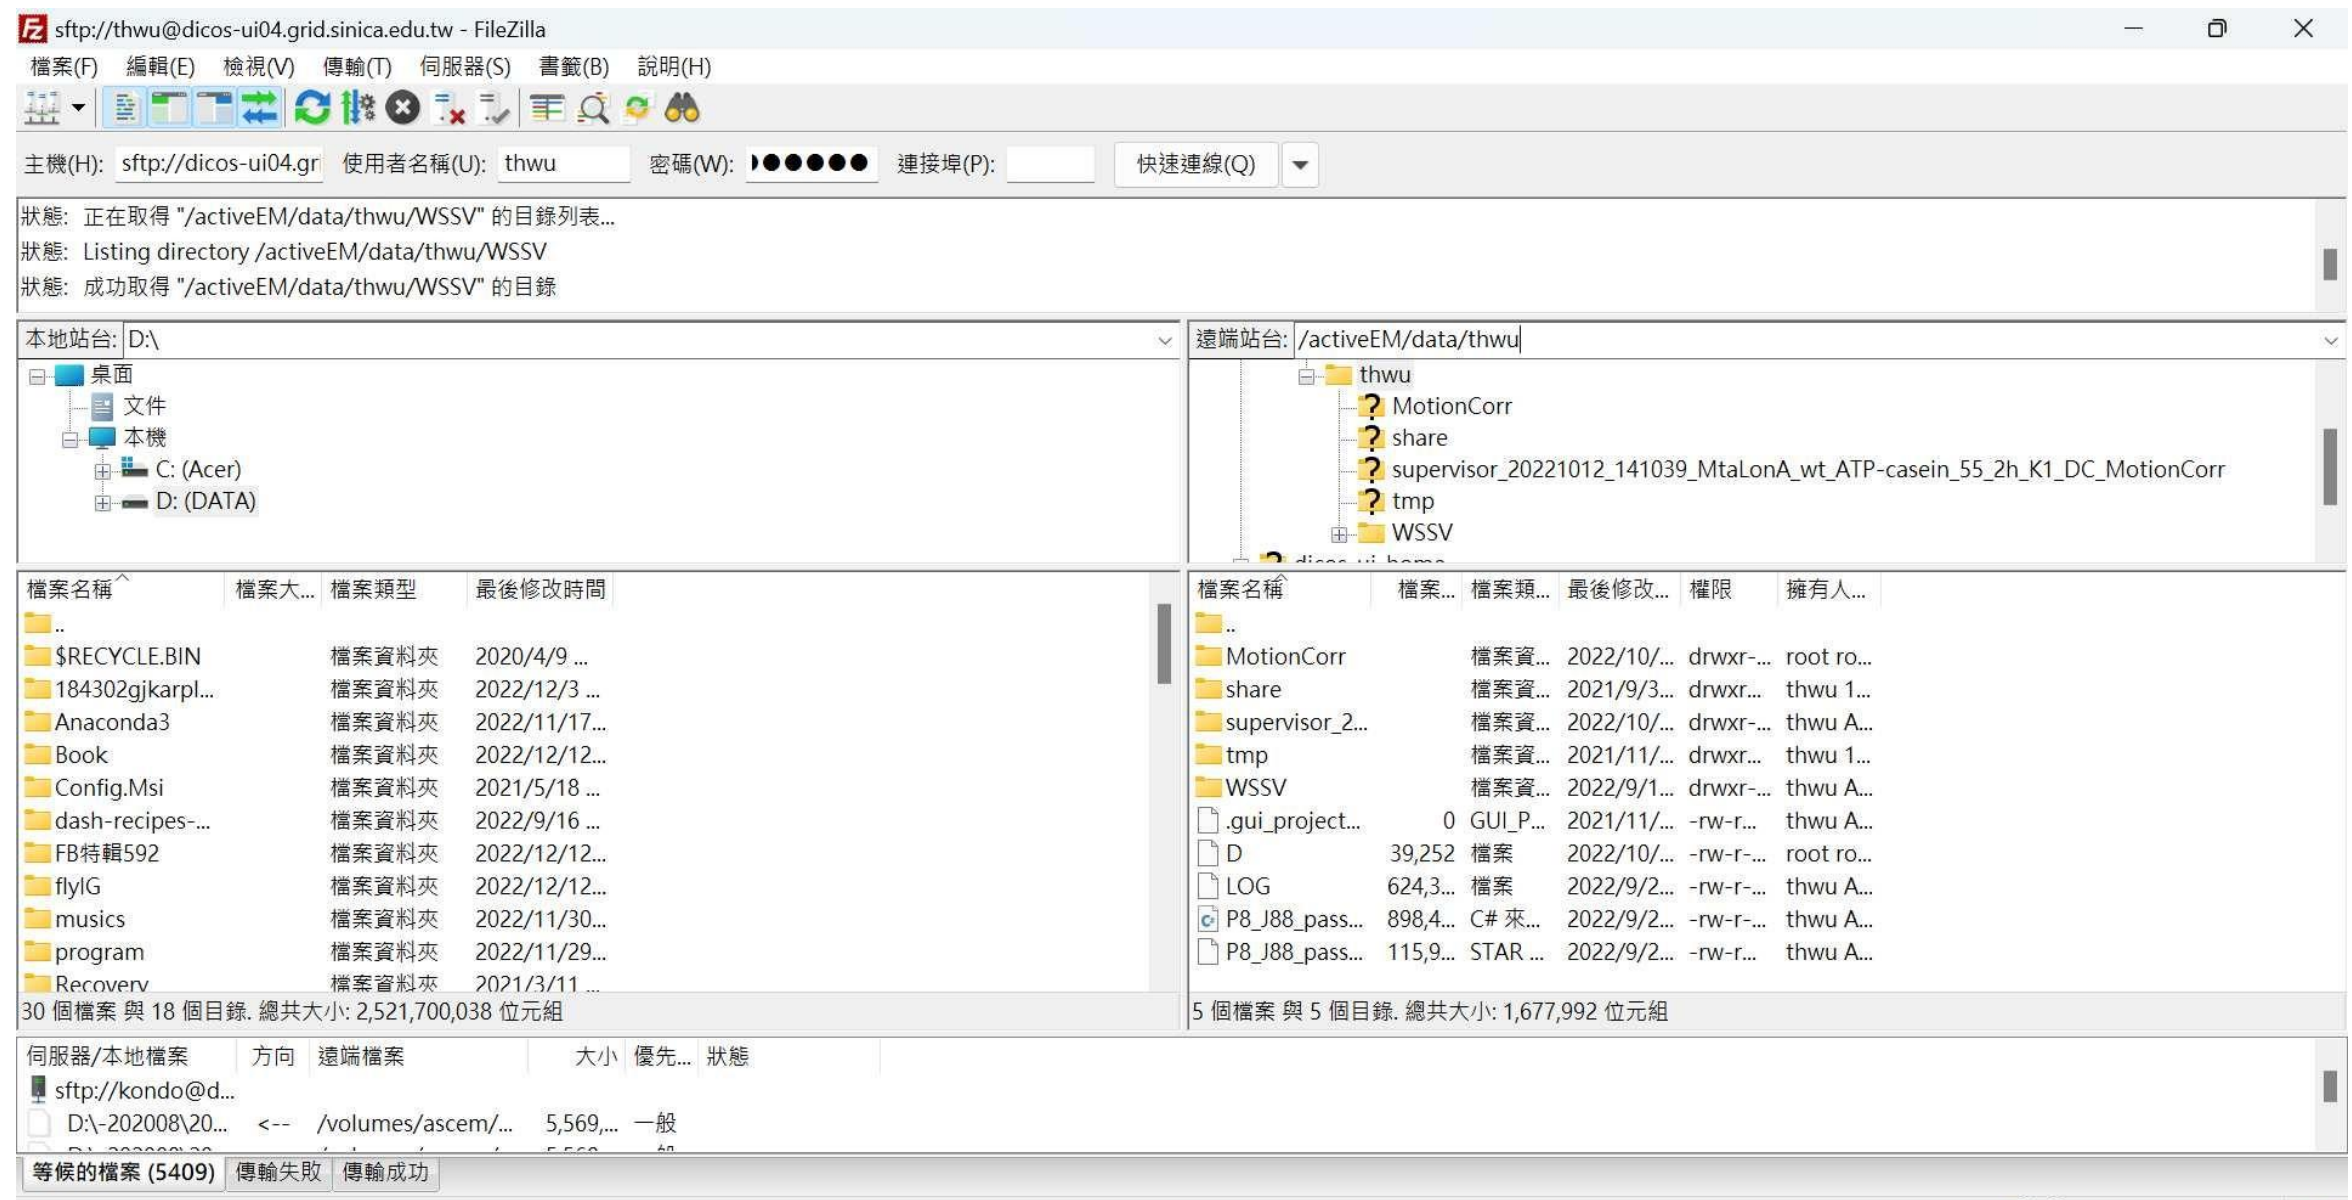 sftp://thwu@dicos-ui04.grid.sinica.edu.tw - FileZilla
檔案(F) 編輯(E) 檢視(V) 傳輸(T) 伺服器(S) 書籤(B) 說明(H)
主機(H): sftp://dicos-ui04.gri 使用者名稱(U): thwu 密碼(W): ●●●●●● 連接埠(P): 快速連線(Q)
狀態: 正在取得 "/activeEM/data/thwu/WSSV" 的目錄列表...
狀態: Listing directory /activeEM/data/thwu/WSSV
狀態: 成功取得 "/activeEM/data/thwu/WSSV" 的目錄
本地站台: D:\
桌面
文件
本機
C: (Acer)
D: (DATA)
遠端站台: /activeEM/data/thwu
thwu
MotionCorr
share
supervisor_20221012_141039_MtaLonA_wt_ATP-casein_55_2h_K1_DC_MotionCorr
tmp
WSSV
檔案名稱 檔案大... 檔案類型 最後修改時間
..
$RECYCLE.BIN 檔案資料夾 2020/4/9 ...
184302gjkarpl... 檔案資料夾 2022/12/3 ...
Anaconda3 檔案資料夾 2022/11/17...
Book 檔案資料夾 2022/12/12...
Config.Msi 檔案資料夾 2021/5/18 ...
dash-recipes-... 檔案資料夾 2022/9/16 ...
FB特輯592 檔案資料夾 2022/12/12...
flyIG 檔案資料夾 2022/12/12...
musics 檔案資料夾 2022/11/30...
program 檔案資料夾 2022/11/29...
Recovery 檔案資料夾 2021/3/11 ...
30 個檔案 與 18 個目錄. 總共大小: 2,521,700,038 位元組
檔案名稱 檔案... 檔案類... 最後修改... 權限 擁有人...
..
MotionCorr 檔案資... 2022/10/... drwxr-... root ro...
share 檔案資... 2021/9/3... drwxr... thwu 1...
supervisor_2... 檔案資... 2022/10/... drwxr-... thwu A...
tmp 檔案資... 2021/11/... drwxr... thwu 1...
WSSV 檔案資... 2022/9/1... drwxr-... thwu A...
.gui_project... 0 GUI_P... 2021/11/... -rw-r... thwu A...
D 39,252 檔案 2022/10/... -rw-r-... root ro...
LOG 624,3... 檔案 2022/9/2... -rw-r-... thwu A...
P8_J88_pass... 898,4... C# 來... 2022/9/2... -rw-r-... thwu A...
P8_J88_pass... 115,9... STAR ... 2022/9/2... -rw-r... thwu A...
5 個檔案 與 5 個目錄. 總共大小: 1,677,992 位元組
伺服器/本地檔案 方向 遠端檔案 大小 優先... 狀態
sftp://kondo@d...
D:\-202008\20... <-- /volumes/ascem/... 5,569,... 一般
等候的檔案 (5409) 傳輸失敗 傳輸成功